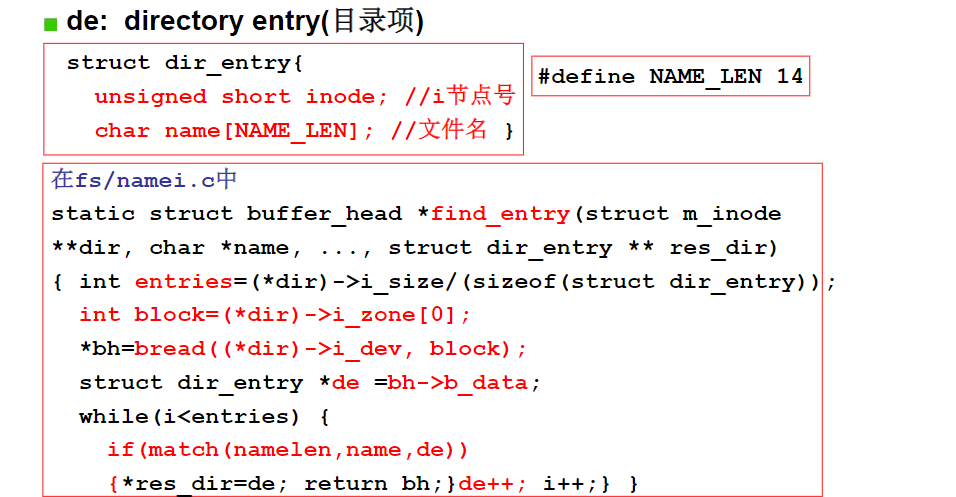 de: directory entry(目录项)
struct dir_entry{
unsigned short inode; //i节点号
char name[NAME_LEN]; //文件名 }
#define NAME_LEN 14
在fs/namei.c中
static struct buffer_head *find_entry(struct m_inode
**dir, char *name, ..., struct dir_entry ** res_dir)
{ int entries=(*dir)->i_size/(sizeof(struct dir_entry));
int block=(*dir)->i_zone[0];
*bh=bread((*dir)->i_dev, block);
struct dir_entry *de =bh->b_data;
while(i<entries) {
if(match(namelen,name,de))
{*res_dir=de; return bh;}de++; i++;} }